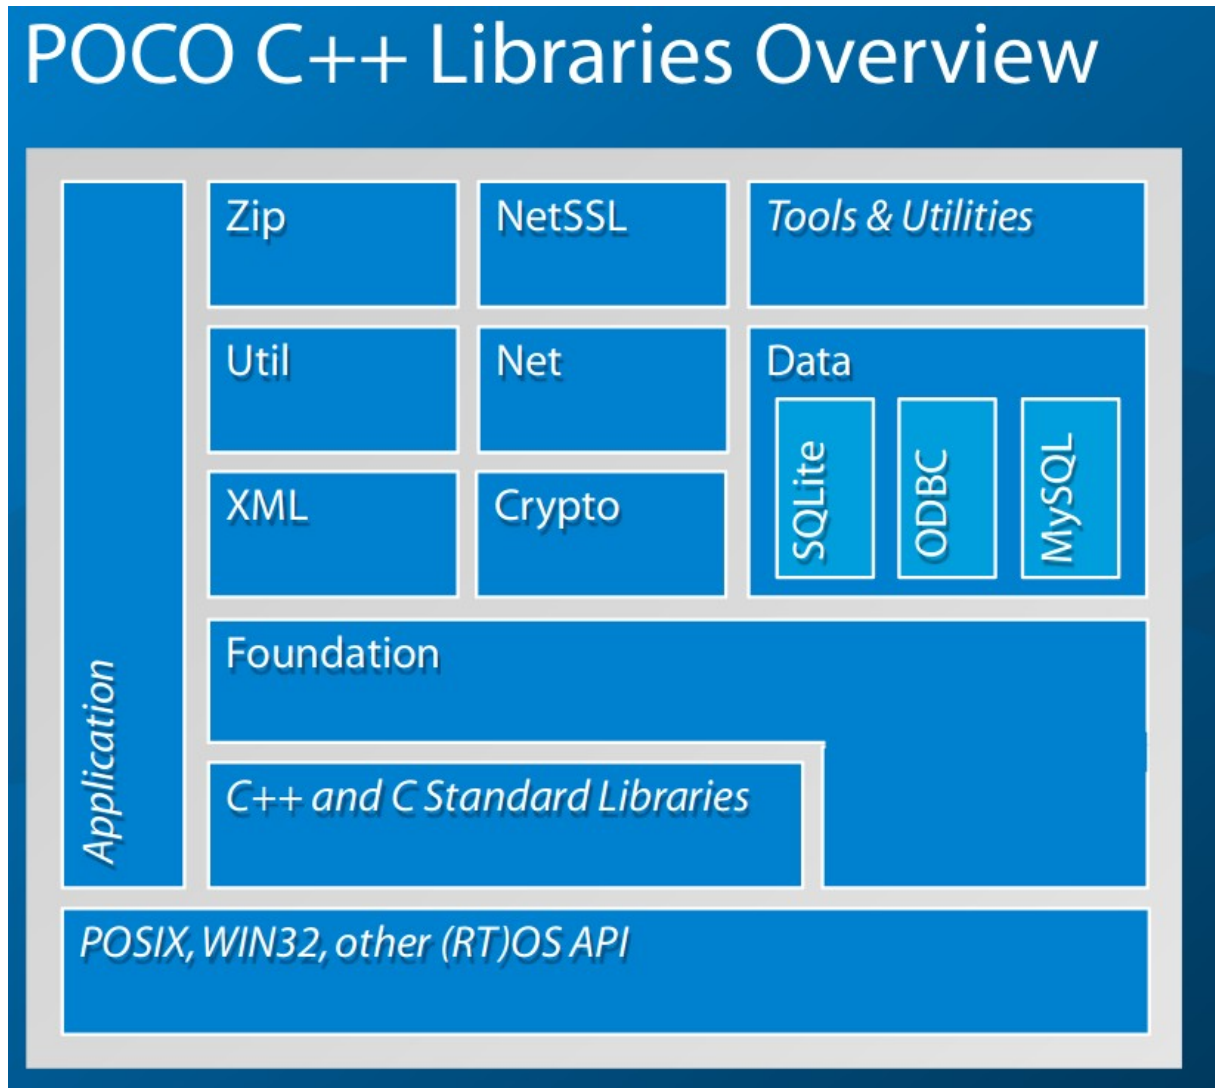 POCO C++ Libraries Overview
Zip
NetSSL
Tools & Utilities
Util
Net
Data
SQLite
ODBC
MySQL
XML
Crypto
Foundation
Application
C++ and C Standard Libraries
POSIX, WIN32, other (RT)OS API